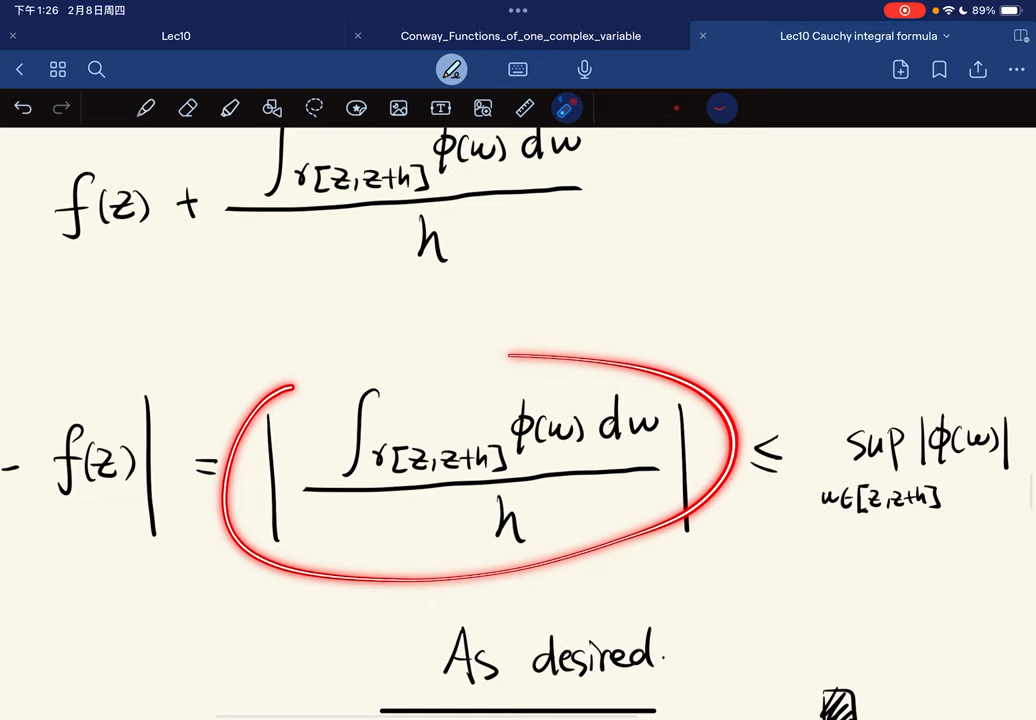 下午1:26 2月8日周四
89%
Lec10
Conway_Functions_of_one_complex_variable
Lec10 Cauchy integral formula
f(z) + ∫_{γ[z,z+h]} ϕ(w) dw / h
- f(z)| = | ∫_{γ[z,z+h]} ϕ(w) dw / h | ≤ sup_{w∈[z,z+h]} |ϕ(w)|
As desired.